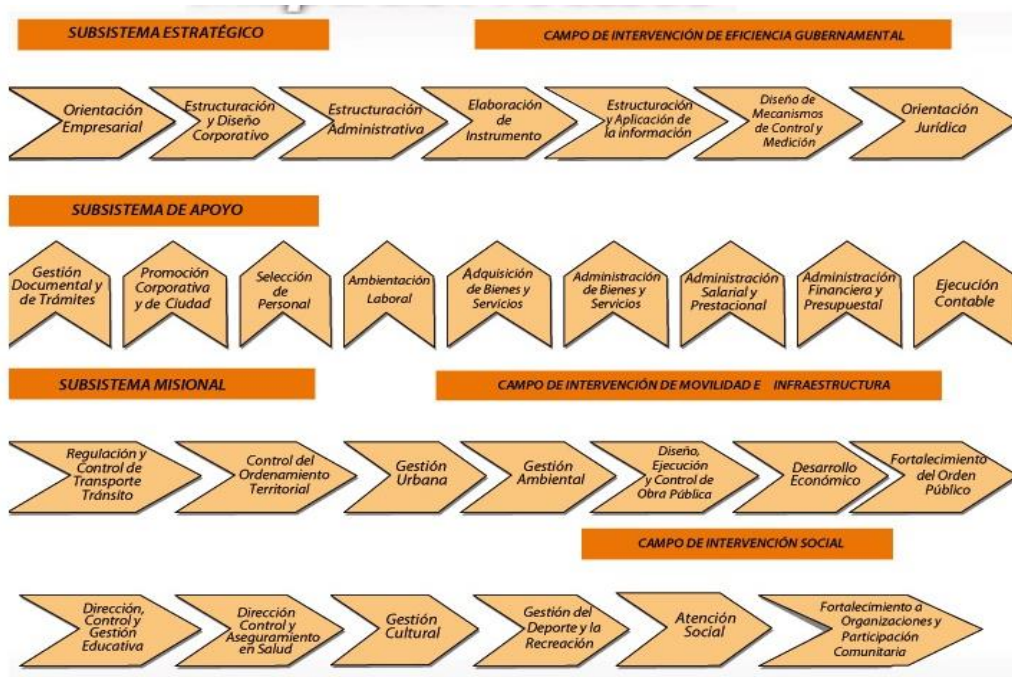 SUBSISTEMA ESTRATÉGICO
CAMPO DE INTERVENCIÓN DE EFICIENCIA GUBERNAMENTAL
Orientación
Empresarial
Estructuración
y Diseño
Corporativo
Estructuración
Administrativa
Elaboración
de
Instrumento
Estructuración
y Aplicación de
la información
Diseño de
Mecanismos
de Control y
Medición
Orientación
Jurídica
SUBSISTEMA DE APOYO
Gestión
Documental y
de Trámites
Promoción
Corporativa
y de Ciudad
Selección
de
Personal
Ambientación
Laboral
Adquisición
de Bienes y
Servicios
Administración
de Bienes y
Servicios
Administración
Salarial y
Prestacional
Administración
Financiera y
Presupuestal
Ejecución
Contable
SUBSISTEMA MISIONAL
CAMPO DE INTERVENCIÓN DE MOVILIDAD E INFRAESTRUCTURA
Regulación y
Control de
Transporte
Tránsito
Control del
Ordenamiento
Territorial
Gestión
Urbana
Gestión
Ambiental
Diseño,
Ejecución
y Control de
Obra Pública
Desarrollo
Económico
Fortalecimiento
del Orden
Público
CAMPO DE INTERVENCIÓN SOCIAL
Dirección,
Control y
Gestión
Educativa
Dirección
Control y
Aseguramiento
en Salud
Gestión
Cultural
Gestión del
Deporte y la
Recreación
Atención
Social
Fortalecimiento a
Organizaciones y
Participación
Comunitaria